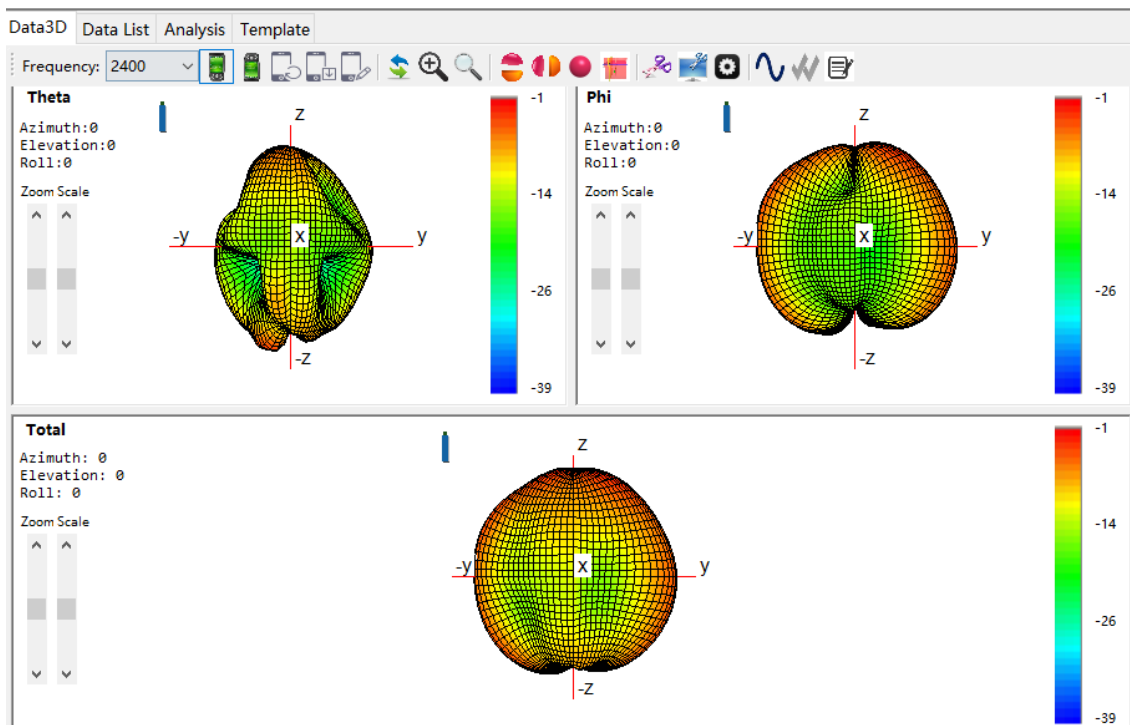 Data3D Data List Analysis Template
Frequency: 2400
Theta
Azimuth:0
Elevation:0
Roll:0
Zoom Scale
z
-y
x
y
-z
-1
-14
-26
-39
Phi
Azimuth:0
Elevation:0
Roll:0
Zoom Scale
z
-y
x
y
-z
-1
-14
-26
-39
Total
Azimuth: 0
Elevation: 0
Roll: 0
Zoom Scale
z
-y
x
y
-z
-1
-14
-26
-39